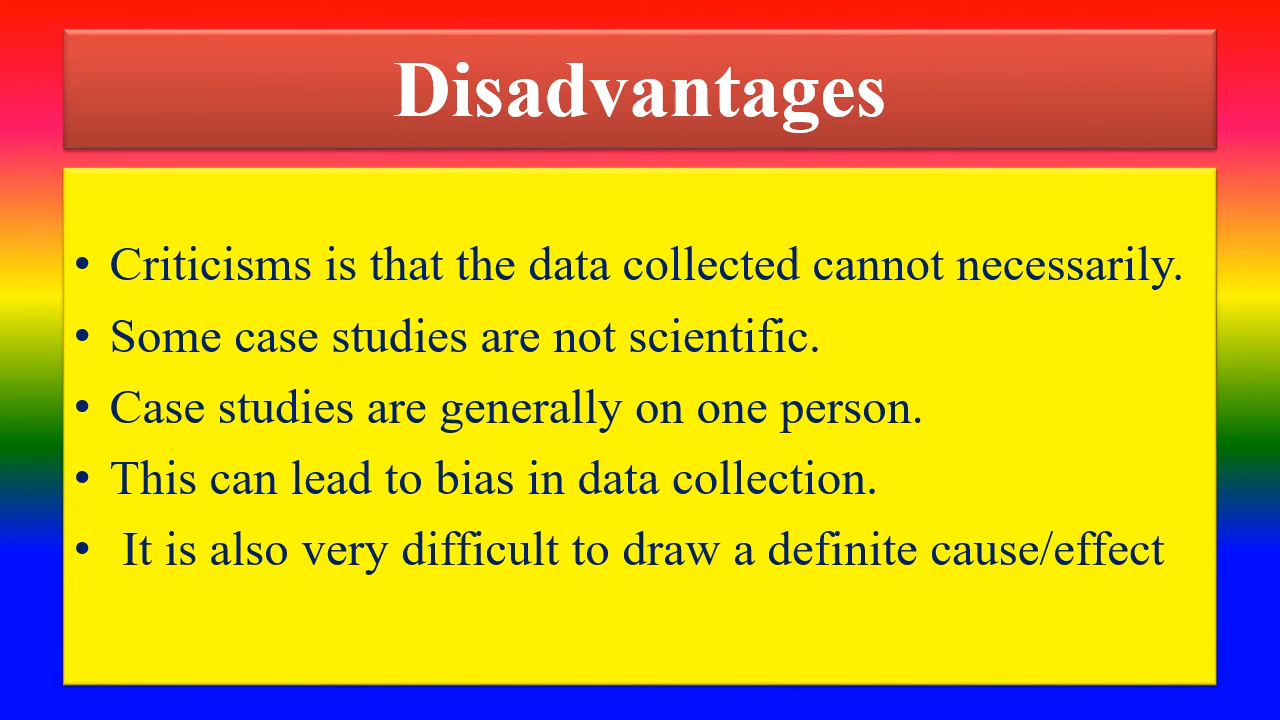 Disadvantages
• Criticisms is that the data collected cannot necessarily.
• Some case studies are not scientific.
• Case studies are generally on one person.
• This can lead to bias in data collection.
• It is also very difficult to draw a definite cause/effect